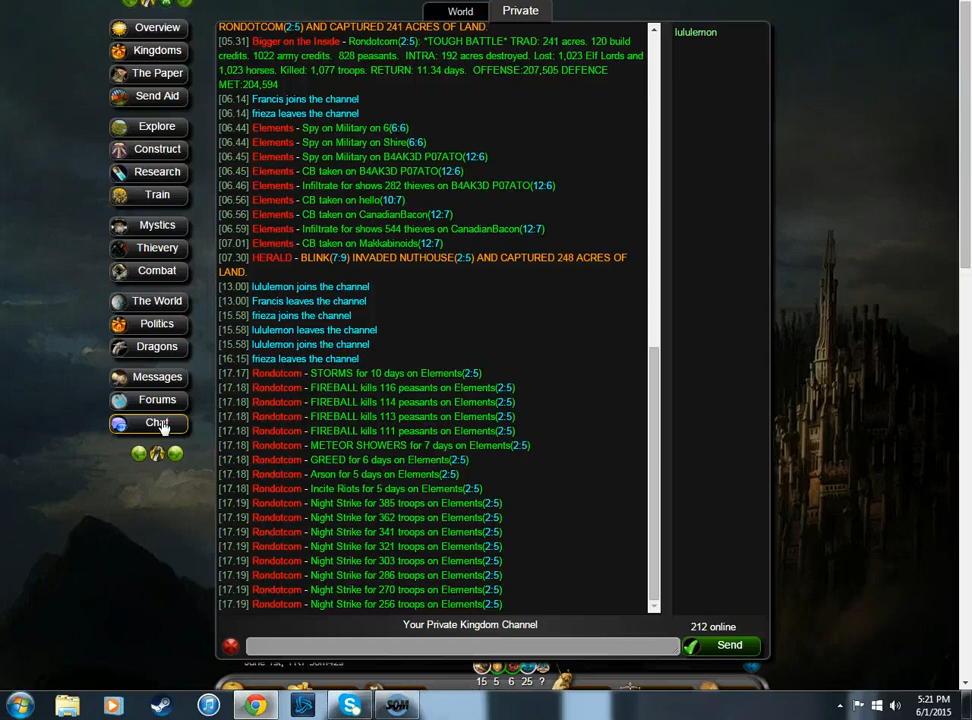 World
Private
Overview
Kingdoms
The Paper
Send Aid
Explore
Construct
Research
Train
Mystics
Thievery
Combat
The World
Politics
Dragons
Messages
Forums
Chat
RONDOTCOM(2:5) AND CAPTURED 241 ACRES OF LAND.
[05.31] Bigger on the Inside - Rondotcom(2:5): *TOUGH BATTLE* TRAD: 241 acres. 120 build
credits. 1022 army credits. 828 peasants. INTRA: 192 acres destroyed. Lost; 1,023 Elf Lords and
1,023 horses. Killed: 1,077 troops. RETURN: 11.34 days. OFFENSE:207,505 DEFENCE
MET:204,594
[06.14] Francis joins the channel
[06.14] frieza leaves the channel
[06.44] Elements - Spy on Military on 6(6:6)
[06.44] Elements - Spy on Military on Shire(6:6)
[06.45] Elements - Spy on Military on B4AK3D P07ATO(12:6)
[06.45] Elements - CB taken on B4AK3D P07ATO(12:6)
[06.46] Elements - Infiltrate for shows 282 thieves on B4AK3D P07ATO(12:6)
[06.56] Elements - CB taken on hello(10:7)
[06.56] Elements - CB taken on CanadianBacon(12:7)
[06.59] Elements - Infiltrate for shows 544 thieves on CanadianBacon(12:7)
[07.01] Elements - CB taken on Makkabinoids(12:7)
[07.30] HERALD - BLINK(7:9) INVADED NUTHOUSE(2:5) AND CAPTURED 248 ACRES OF
LAND.
[13.00] lululemon joins the channel
[13.00] Francis leaves the channel
[15.58] frieza joins the channel
[15.58] lululemon leaves the channel
[15.58] lululemon joins the channel
[16.15] frieza leaves the channel
[17.17] Rondotcom - STORMS for 10 days on Elements(2:5)
[17.18] Rondotcom - FIREBALL kills 116 peasants on Elements(2:5)
[17.18] Rondotcom - FIREBALL kills 114 peasants on Elements(2:5)
[17.18] Rondotcom - FIREBALL kills 113 peasants on Elements(2:5)
[17.18] Rondotcom - FIREBALL kills 111 peasants on Elements(2:5)
[17.18] Rondotcom - METEOR SHOWERS for 7 days on Elements(2:5)
[17.18] Rondotcom - GREED for 6 days on Elements(2:5)
[17.18] Rondotcom - Arson for 5 days on Elements(2:5)
[17.18] Rondotcom - Incite Riots for 5 days on Elements(2:5)
[17.19] Rondotcom - Night Strike for 385 troops on Elements(2:5)
[17.19] Rondotcom - Night Strike for 362 troops on Elements(2:5)
[17.19] Rondotcom - Night Strike for 341 troops on Elements(2:5)
[17.19] Rondotcom - Night Strike for 321 troops on Elements(2:5)
[17.19] Rondotcom - Night Strike for 303 troops on Elements(2:5)
[17.19] Rondotcom - Night Strike for 286 troops on Elements(2:5)
[17.19] Rondotcom - Night Strike for 270 troops on Elements(2:5)
[17.19] Rondotcom - Night Strike for 256 troops on Elements(2:5)
lululemon
Your Private Kingdom Channel
212 online
Send
15 5 6 25 ?
5:21 PM
6/1/2015